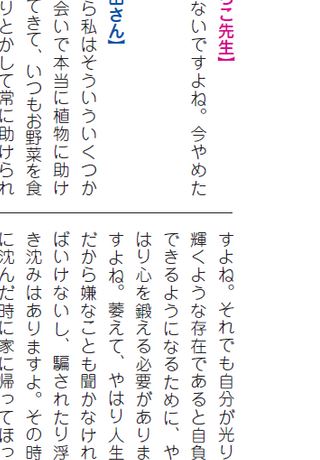 っこ先生】
ないですよね。今やめた
田さん】
ら私はそういういくつか
会いで本当に植物に助け
てきて、いつもお野菜を食
りとかして常に助けられ
すよね。それでも自分が光り
輝くような存在であると自負
できるようになるために、や
はり心を鍛える必要がありま
すよね。萎えて、やはり人生
だから嫌なことも聞かなけれ
ばいけないし、騙されたり浮
き沈みはありますよ。その時
に沈んだ時に家に帰ってほっ